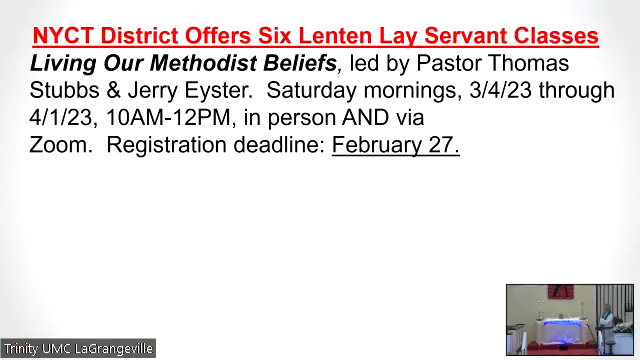 NYCT District Offers Six Lenten Lay Servant Classes
Living Our Methodist Beliefs, led by Pastor Thomas
Stubbs & Jerry Eyster.  Saturday mornings, 3/4/23 through
4/1/23, 10AM-12PM, in person AND via
Zoom.  Registration deadline: February 27.
Trinity UMC LaGrangeville